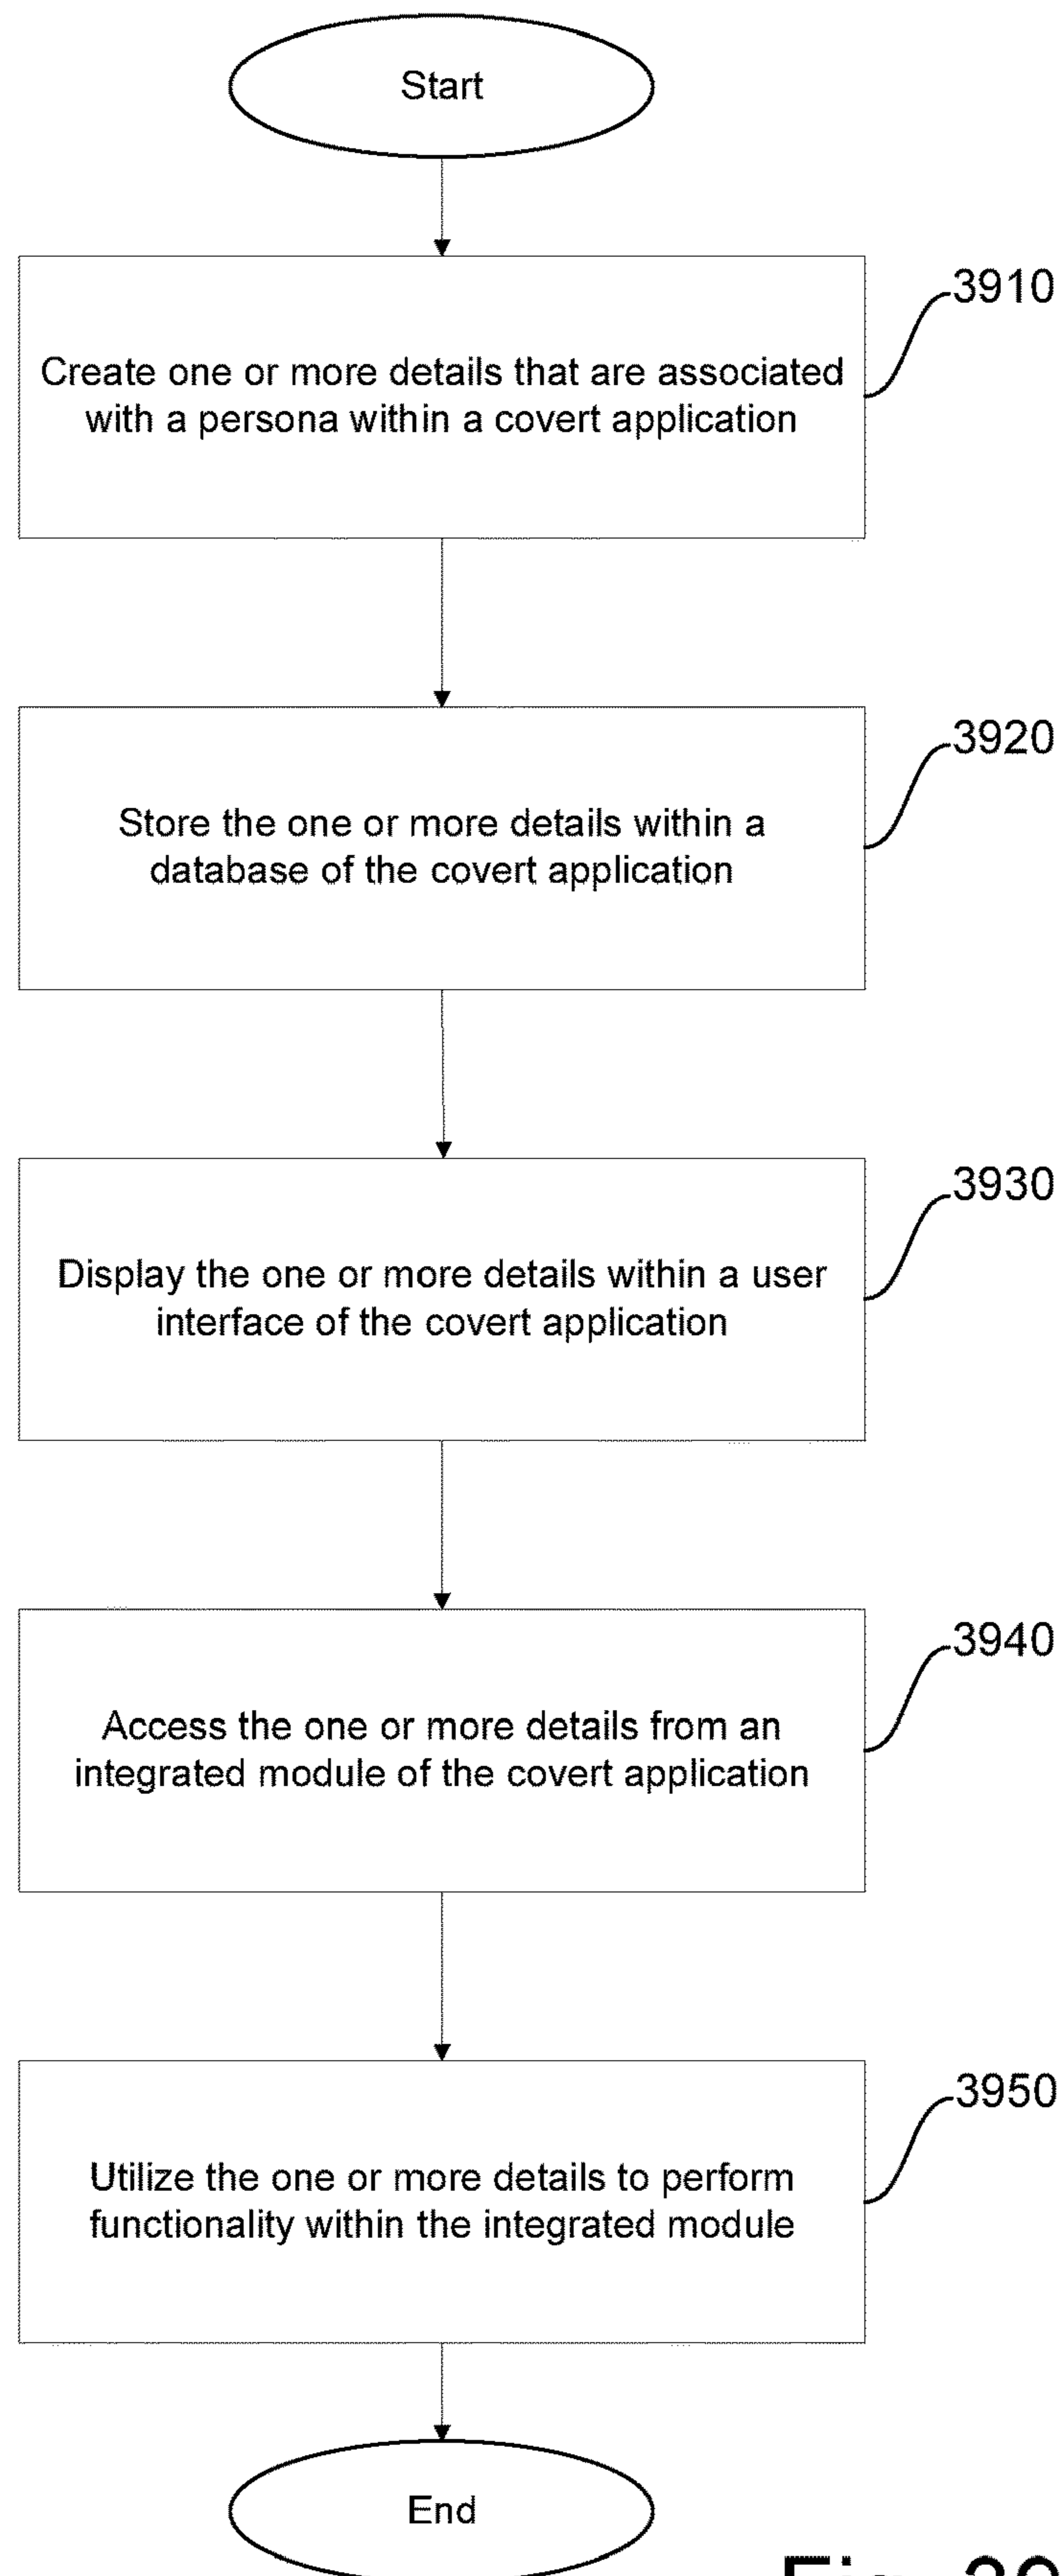 Start
3910
Create one or more details that are associated
with a persona within a covert application
3920
Store the one or more details within a
database of the covert application
3930
Display the one or more details within a user
interface of the covert application
3940
Access the one or more details from an
integrated module of the covert application
3950
Utilize the one or more details to perform
functionality within the integrated module
End
Fig. 39